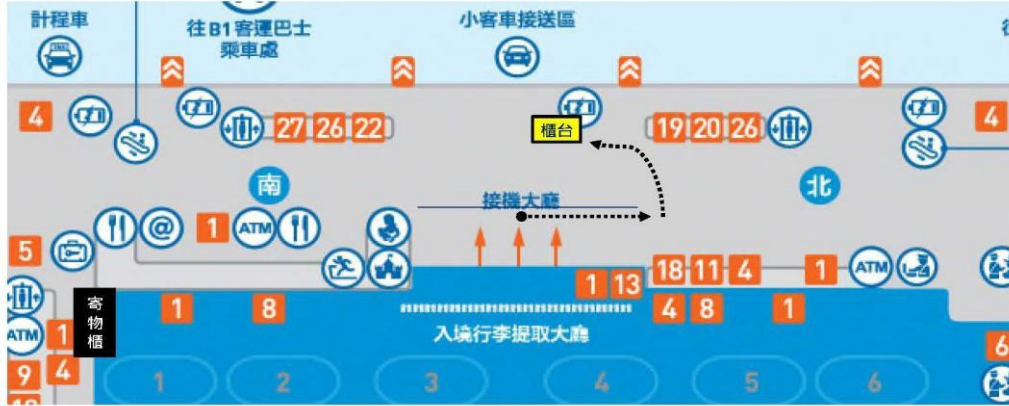 計程車
TAXI
往B1客運巴士
乘車處
小客車接送區
4
27 26 22
櫃台
19 20 26
4
南
接機大廳
北
@
1
ATM
5
18 11 4
1
ATM
1 13
寄物櫃
1
8
4 8
1
ATM
1
入境行李提取大廳
6
9
4
1
2
3
4
5
6